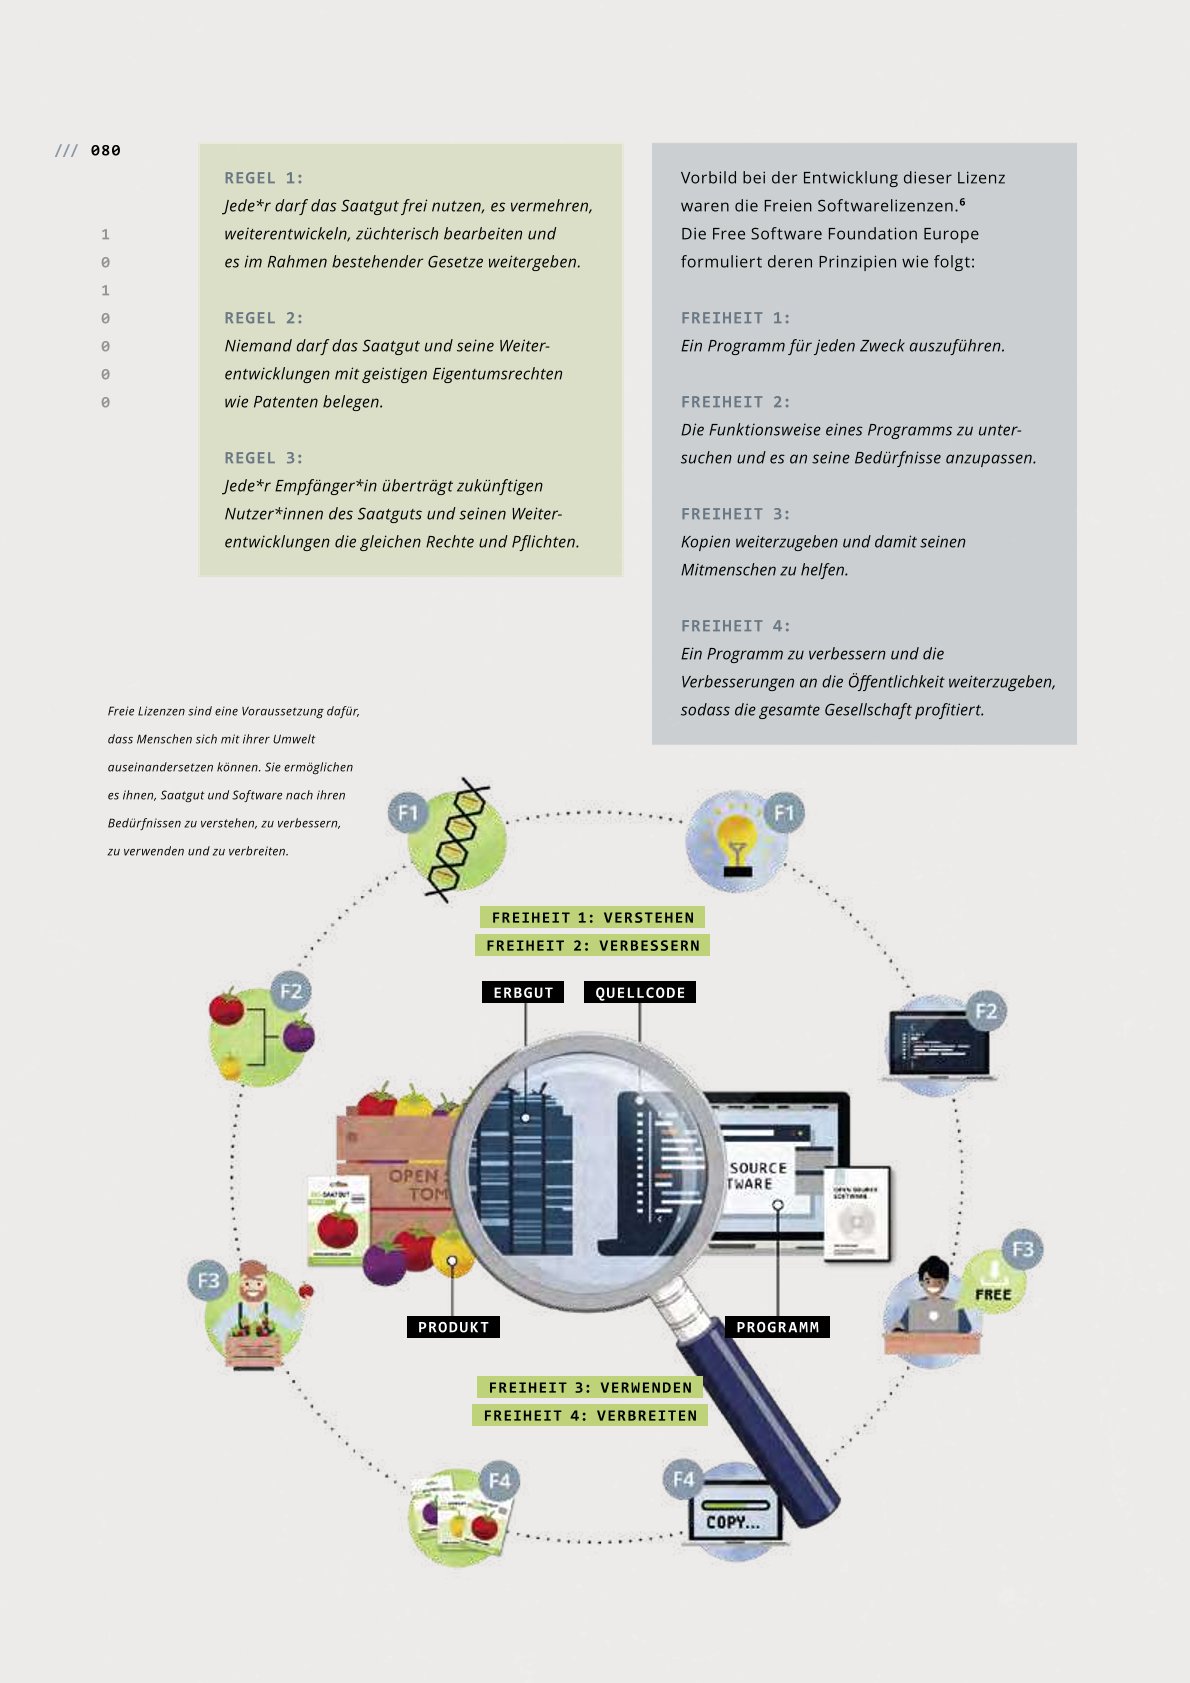 /// 080
1
0
1
0
0
0
0
REGEL 1:
Jede*r darf das Saatgut frei nutzen, es vermehren,
weiterentwickeln, züchterisch bearbeiten und
es im Rahmen bestehender Gesetze weitergeben.
REGEL 2:
Niemand darf das Saatgut und seine Weiter-
entwicklungen mit geistigen Eigentumsrechten
wie Patenten belegen.
REGEL 3:
Jede*r Empfänger*in überträgt zukünftigen
Nutzer*innen des Saatguts und seinen Weiter-
entwicklungen die gleichen Rechte und Pflichten.
Vorbild bei der Entwicklung dieser Lizenz
waren die Freien Softwarelizenzen.⁶
Die Free Software Foundation Europe
formuliert deren Prinzipien wie folgt:
FREIHEIT 1:
Ein Programm für jeden Zweck auszuführen.
FREIHEIT 2:
Die Funktionsweise eines Programms zu unter-
suchen und es an seine Bedürfnisse anzupassen.
FREIHEIT 3:
Kopien weiterzugeben und damit seinen
Mitmenschen zu helfen.
FREIHEIT 4:
Ein Programm zu verbessern und die
Verbesserungen an die Öffentlichkeit weiterzugeben,
sodass die gesamte Gesellschaft profitiert.
Freie Lizenzen sind eine Voraussetzung dafür,
dass Menschen sich mit ihrer Umwelt
auseinandersetzen können. Sie ermöglichen
es ihnen, Saatgut und Software nach ihren
Bedürfnissen zu verstehen, zu verbessern,
zu verwenden und zu verbreiten.
F1
F1
FREIHEIT 1: VERSTEHEN
FREIHEIT 2: VERBESSERN
F2
F2
ERBGUT
QUELLCODE
OPEN
TOM
SAATGUT
SOURCE
TWARE
OPEN SOURCE
SOFTWARE
F3
F3
FREE
PRODUKT
PROGRAMM
FREIHEIT 3: VERWENDEN
FREIHEIT 4: VERBREITEN
F4
F4
COPY...